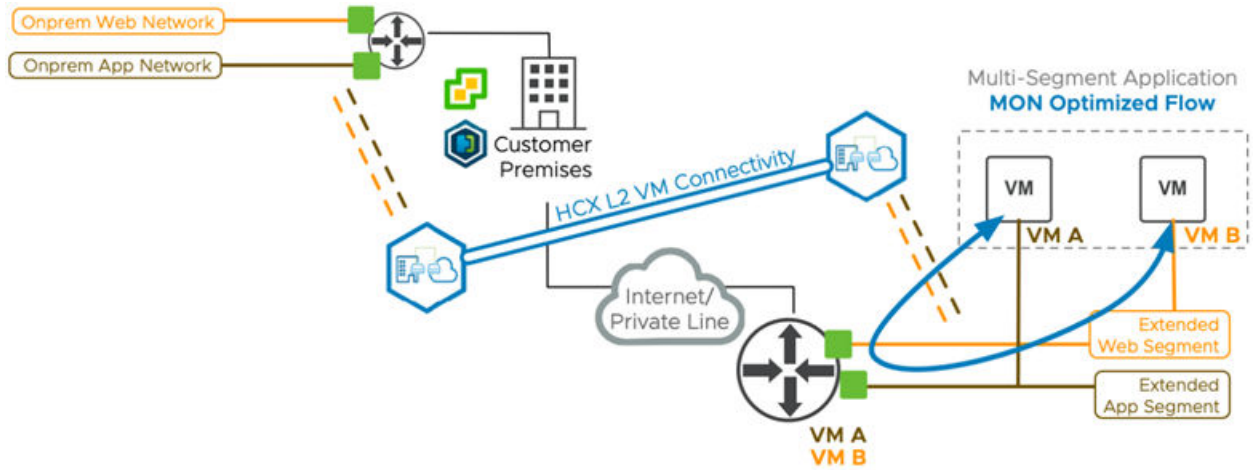 Onprem Web Network
Onprem App Network
Customer
Premises
Multi-Segment Application
MON Optimized Flow
HCX L2 VM Connectivity
VM
VM
VM A
VM B
Internet/
Private Line
Extended
Web Segment
Extended
App Segment
VM A
VM B